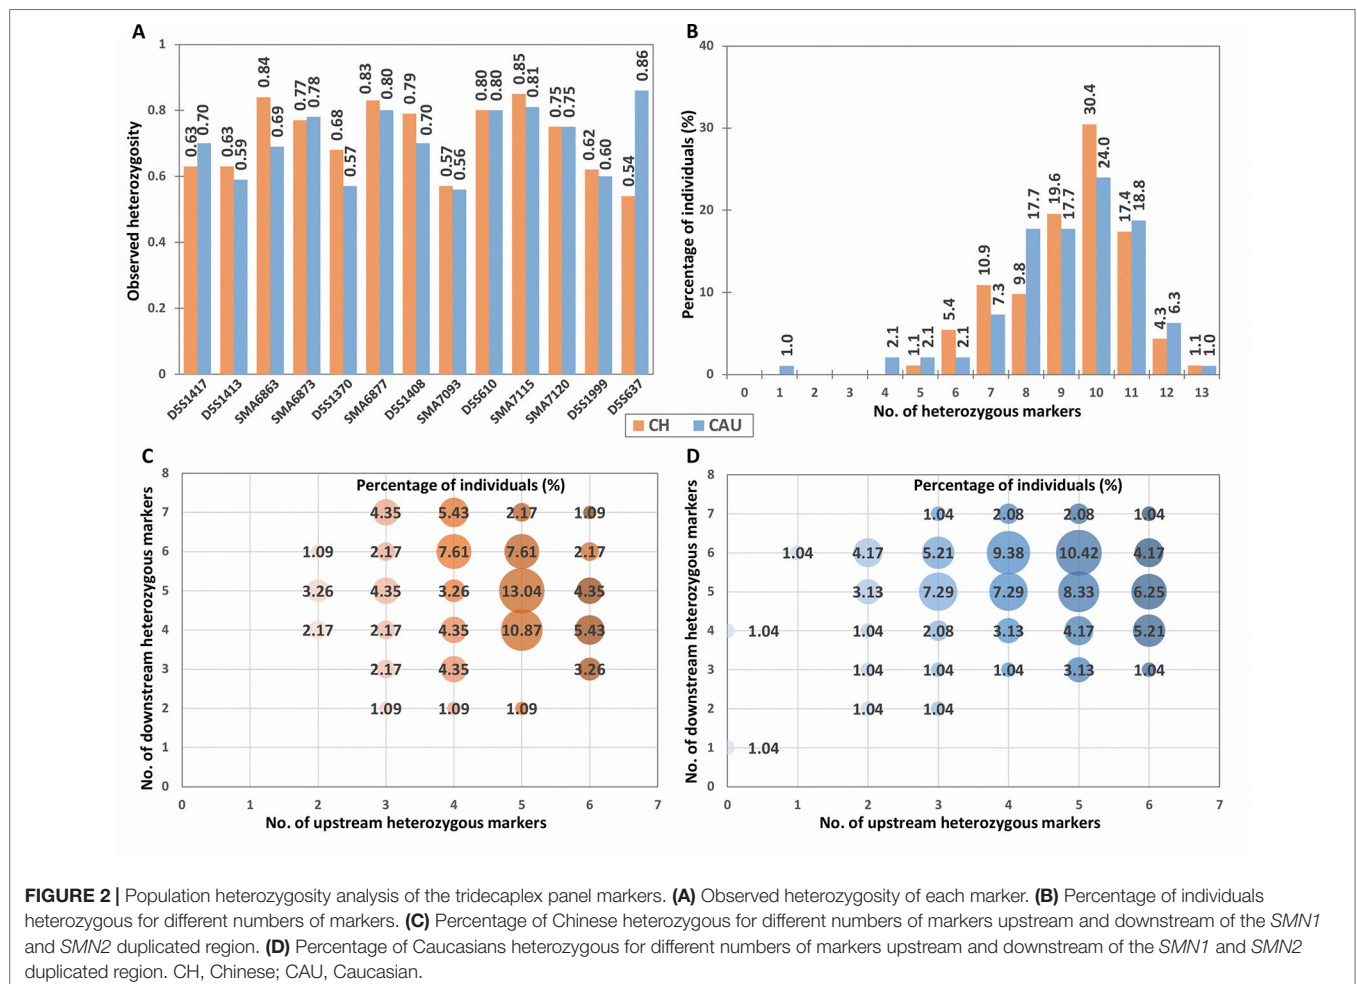 A
Observed heterozygosity
1
0.8
0.6
0.4
0.2
0
0.63 0.70 0.63 0.59 0.84 0.69 0.77 0.78 0.68 0.57 0.83 0.80 0.79 0.70 0.57 0.56 0.80 0.80 0.85 0.81 0.75 0.75 0.62 0.60 0.54 0.86
D5S1417 D5S1413 SMA6863 SMA6873 D5S1370 SMA6877 D5S1408 SMA7093 D5S610 SMA7115 SMA7120 D5S1999 D5S637
B
Percentage of individuals (%)
40
30
20
10
0
1.0 2.1 1.1 2.1 5.4 2.1 10.9 7.3 9.8 17.7 19.6 17.7 30.4 24.0 17.4 18.8 4.3 6.3 1.1 1.0
0 1 2 3 4 5 6 7 8 9 10 11 12 13
No. of heterozygous markers
CH CAU
C
No. of downstream heterozygous markers
Percentage of individuals (%)
8
7 4.35 5.43 2.17 1.09
6 1.09 2.17 7.61 7.61 2.17
5 3.26 4.35 3.26 13.04 4.35
4 2.17 2.17 4.35 10.87 5.43
3 2.17 4.35 3.26
2 1.09 1.09 1.09
1
0
0 1 2 3 4 5 6 7
No. of upstream heterozygous markers
D
No. of downstream heterozygous markers
Percentage of individuals (%)
8
7 1.04 2.08 2.08 1.04
6 1.04 4.17 5.21 9.38 10.42 4.17
5 3.13 7.29 7.29 8.33 6.25
4 1.04 1.04 2.08 3.13 4.17 5.21
3 1.04 1.04 1.04 3.13 1.04
2 1.04 1.04
1 1.04
0
0 1 2 3 4 5 6 7
No. of upstream heterozygous markers
FIGURE 2 | Population heterozygosity analysis of the tridecaplex panel markers. (A) Observed heterozygosity of each marker. (B) Percentage of individuals
heterozygous for different numbers of markers. (C) Percentage of Chinese heterozygous for different numbers of markers upstream and downstream of the SMN1
and SMN2 duplicated region. (D) Percentage of Caucasians heterozygous for different numbers of markers upstream and downstream of the SMN1 and SMN2
duplicated region. CH, Chinese; CAU, Caucasian.